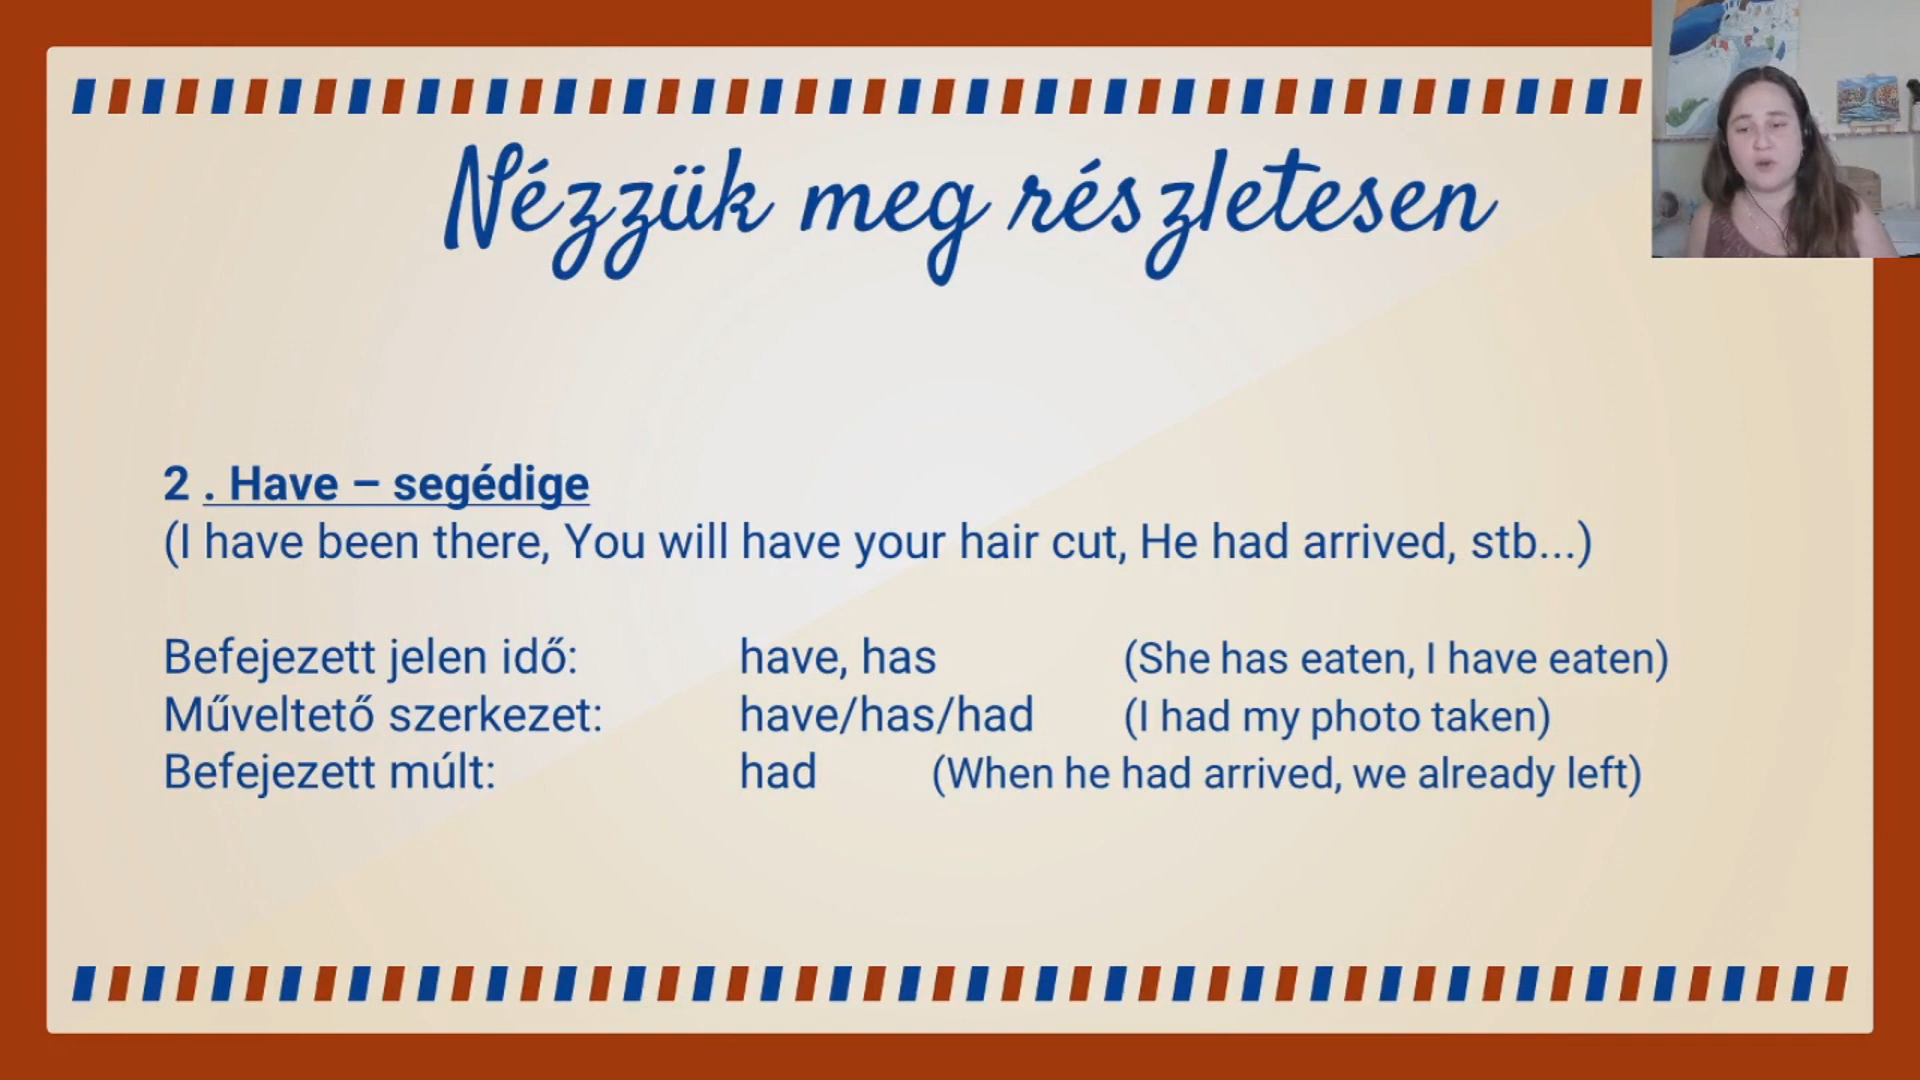 Nézzük meg részletesen
2 . Have – segédige
(I have been there, You will have your hair cut, He had arrived, stb...)
Befejezett jelen idő: have, has (She has eaten, I have eaten)
Műveltető szerkezet: have/has/had (I had my photo taken)
Befejezett múlt: had (When he had arrived, we already left)